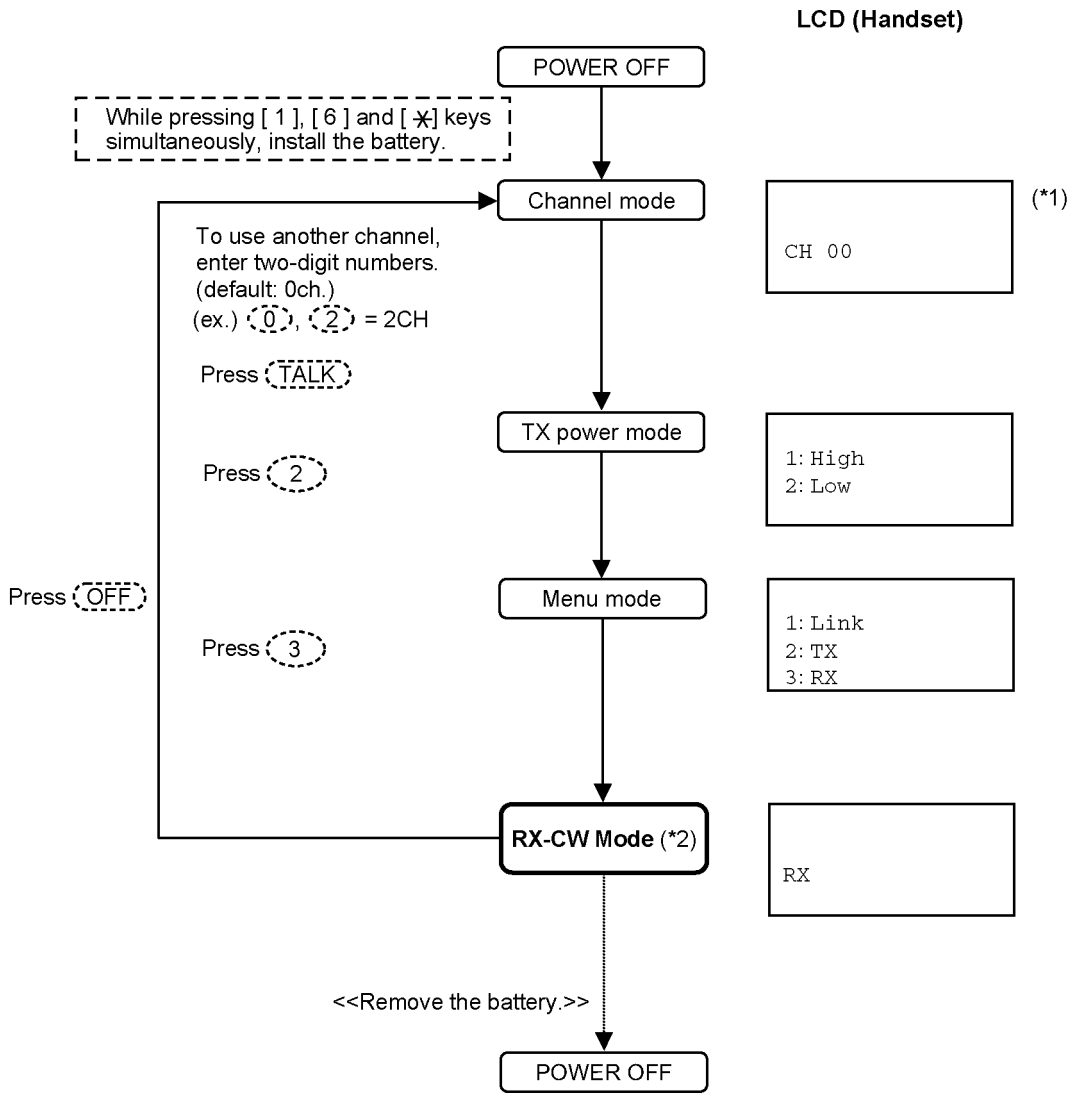 LCD (Handset)
POWER OFF
While pressing [ 1 ], [ 6 ] and [ ✳] keys
simultaneously, install the battery.
Channel mode
(*1)
To use another channel,
enter two-digit numbers.
(default: 0ch.)
(ex.) 0, 2 = 2CH
CH 00
Press TALK
TX power mode
Press 2
1: High
2: Low
Press OFF
Menu mode
Press 3
1: Link
2: TX
3: RX
RX-CW Mode (*2)
RX
<<Remove the battery.>>
POWER OFF